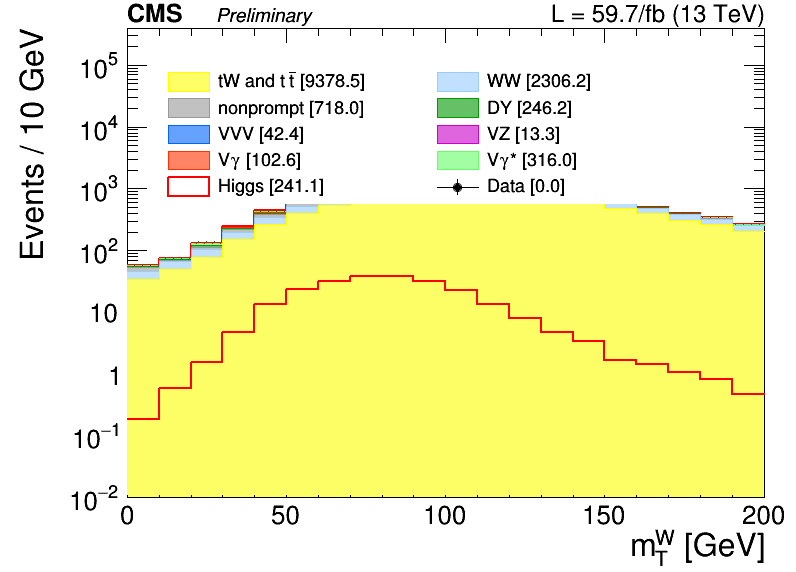 CMS Preliminary L = 59.7/fb (13 TeV)
Events / 10 GeV
10⁵
10⁴
10³
10²
10
1
10⁻¹
10⁻²
tW and t t̅ [9378.5] WW [2306.2]
nonprompt [718.0] DY [246.2]
VVV [42.4] VZ [13.3]
Vγ [102.6] Vγ* [316.0]
Higgs [241.1] Data [0.0]
0 50 100 150 200
m_T^W [GeV]